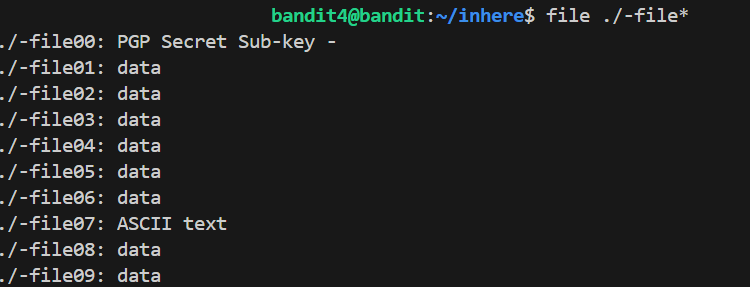 bandit4@bandit:~/inhere$ file ./-file*
./-file00: PGP Secret Sub-key -
./-file01: data
./-file02: data
./-file03: data
./-file04: data
./-file05: data
./-file06: data
./-file07: ASCII text
./-file08: data
./-file09: data